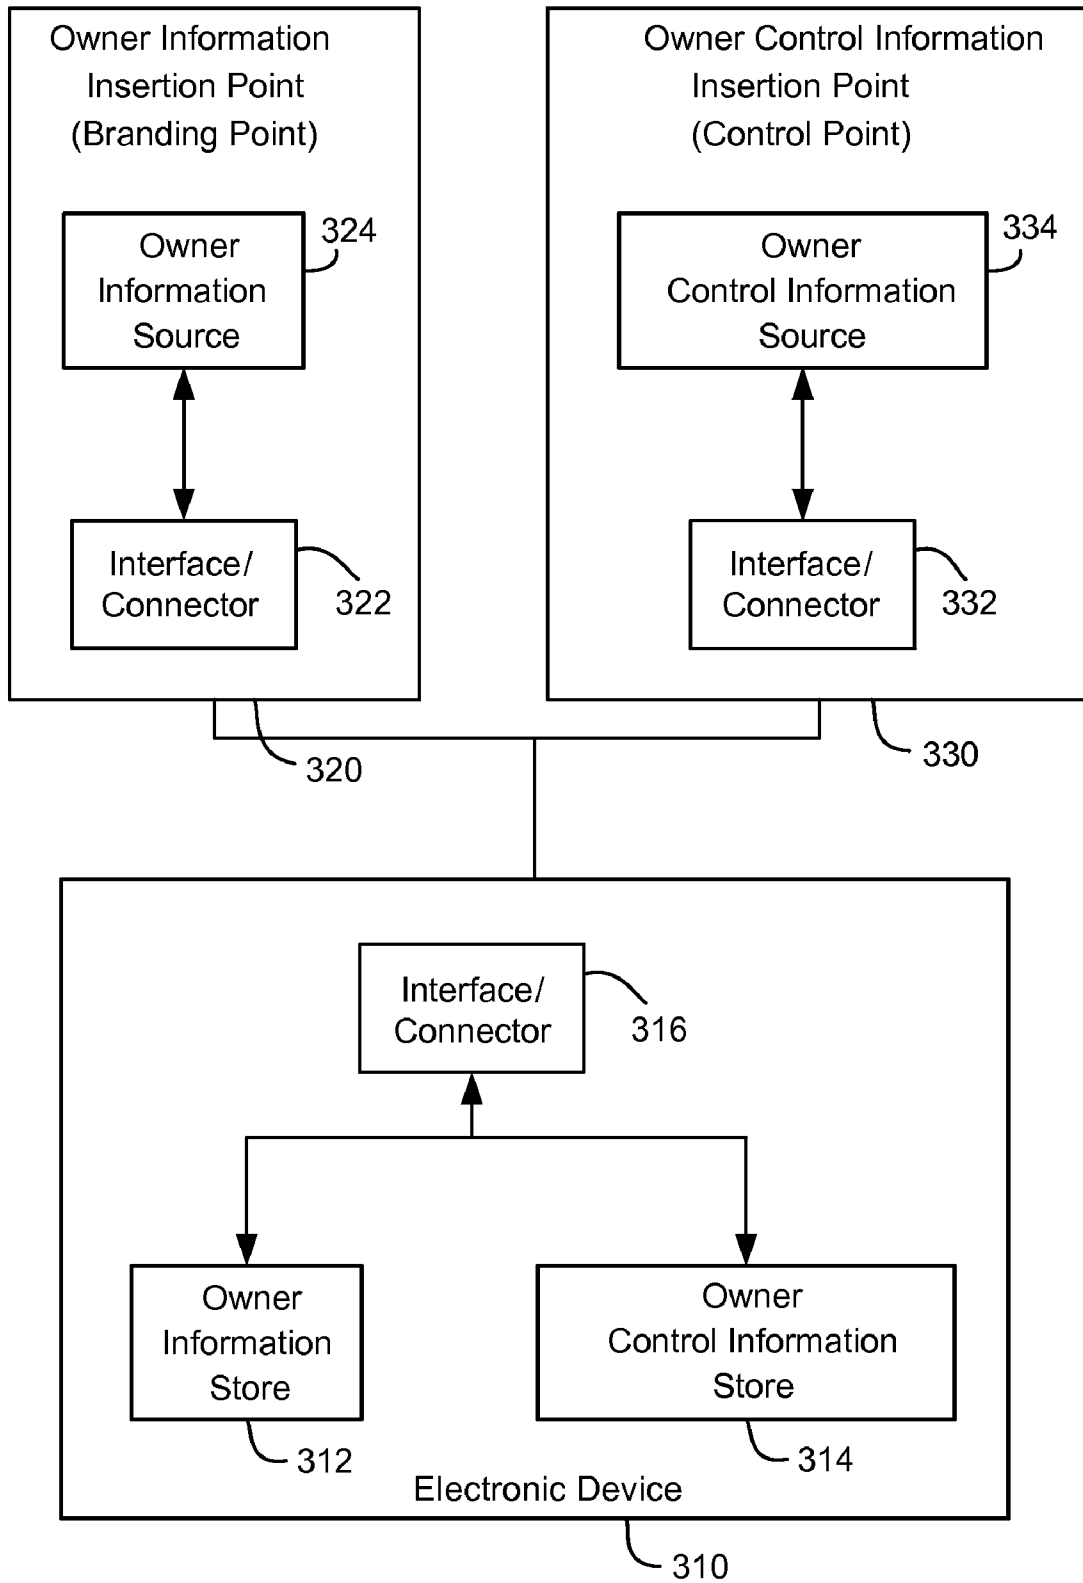 Owner Information
Insertion Point
(Branding Point)
Owner
Information
Source
324
Interface/
Connector
322
320
Owner Control Information
Insertion Point
(Control Point)
Owner
Control Information
Source
334
Interface/
Connector
332
330
Interface/
Connector
316
Owner
Information
Store
312
Owner
Control Information
Store
314
Electronic Device
310